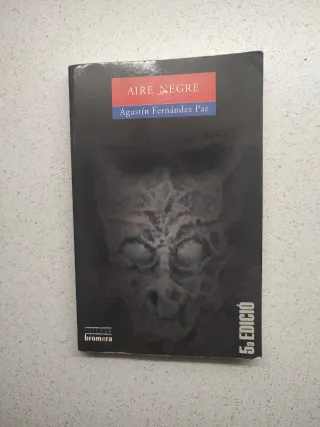 AIRE NEGRE
Agustín Fernández Paz
bromera
5a EDICIÓ